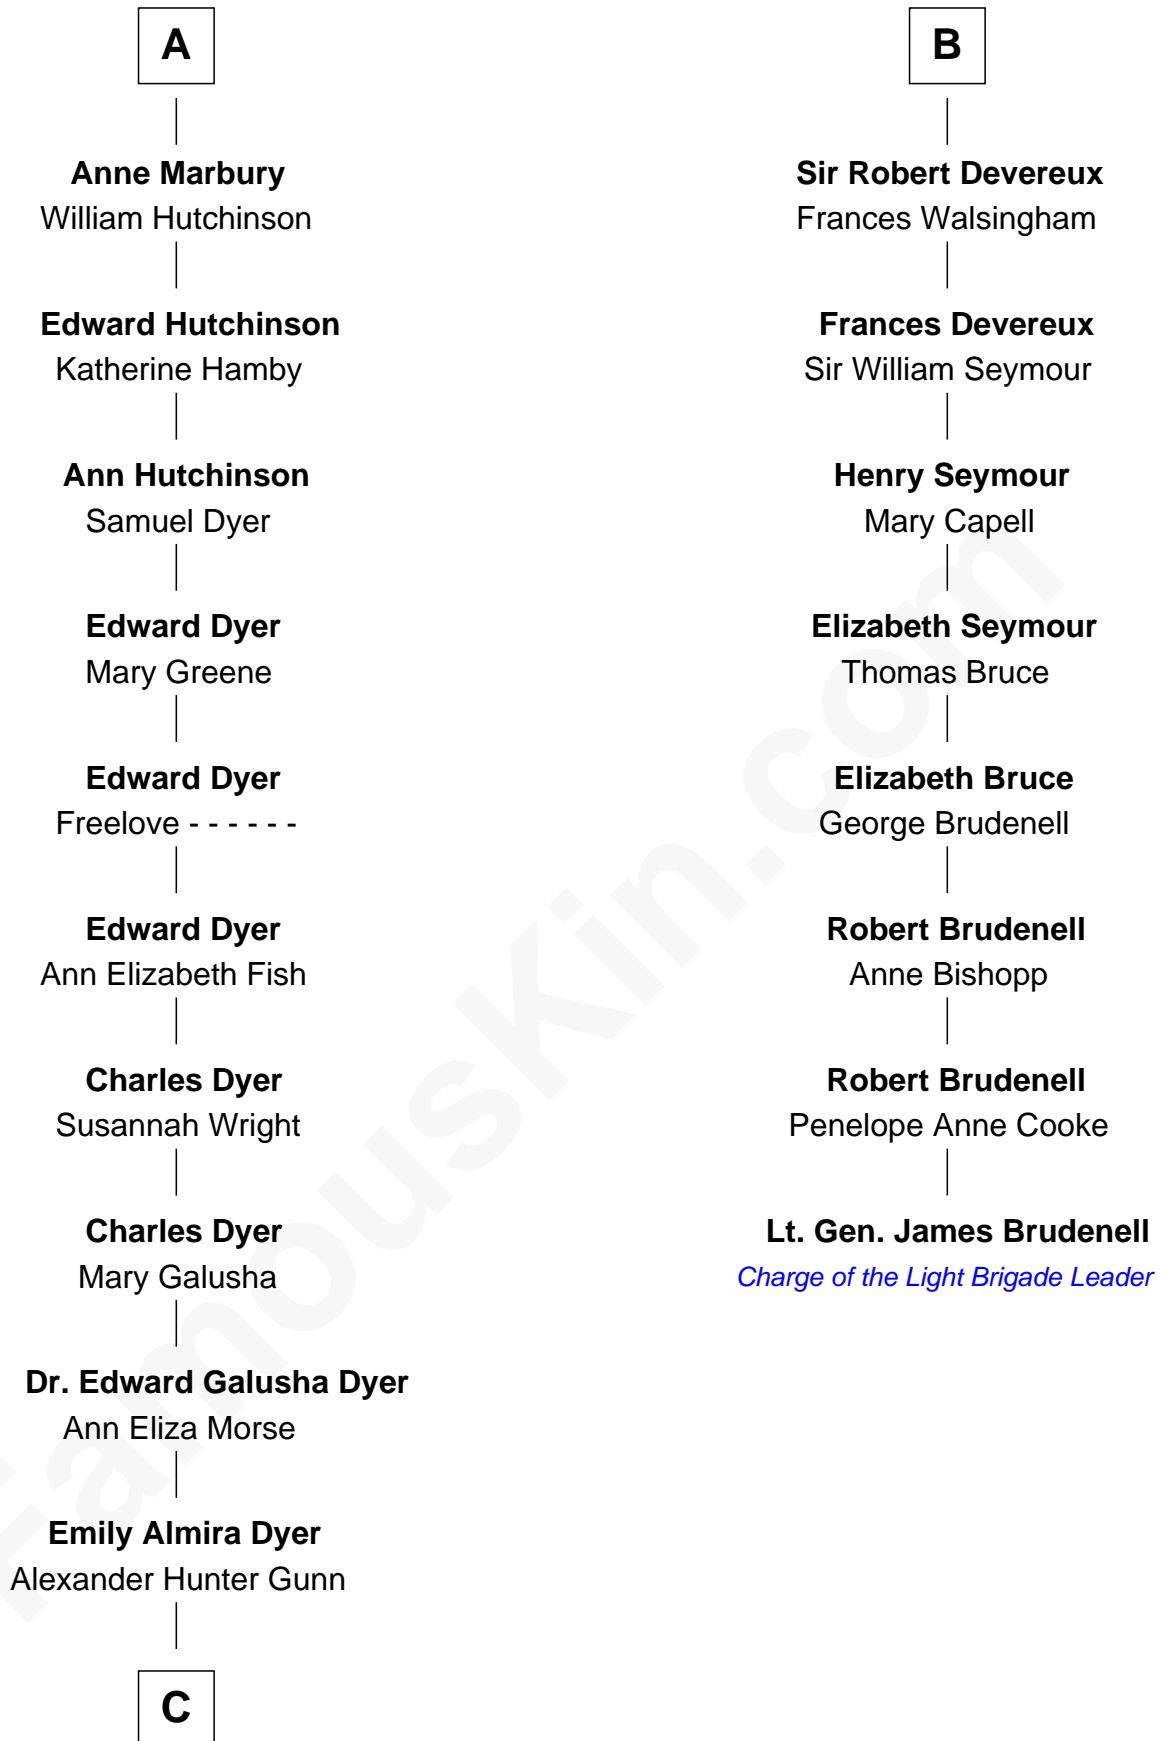 A
Anne Marbury
William Hutchinson
Edward Hutchinson
Katherine Hamby
Ann Hutchinson
Samuel Dyer
Edward Dyer
Mary Greene
Edward Dyer
Freelove - - - - - -
Edward Dyer
Ann Elizabeth Fish
Charles Dyer
Susannah Wright
Charles Dyer
Mary Galusha
Dr. Edward Galusha Dyer
Ann Eliza Morse
Emily Almira Dyer
Alexander Hunter Gunn
C
B
Sir Robert Devereux
Frances Walsingham
Frances Devereux
Sir William Seymour
Henry Seymour
Mary Capell
Elizabeth Seymour
Thomas Bruce
Elizabeth Bruce
George Brudenell
Robert Brudenell
Anne Bishopp
Robert Brudenell
Penelope Anne Cooke
Lt. Gen. James Brudenell
Charge of the Light Brigade Leader
FamousKin.com